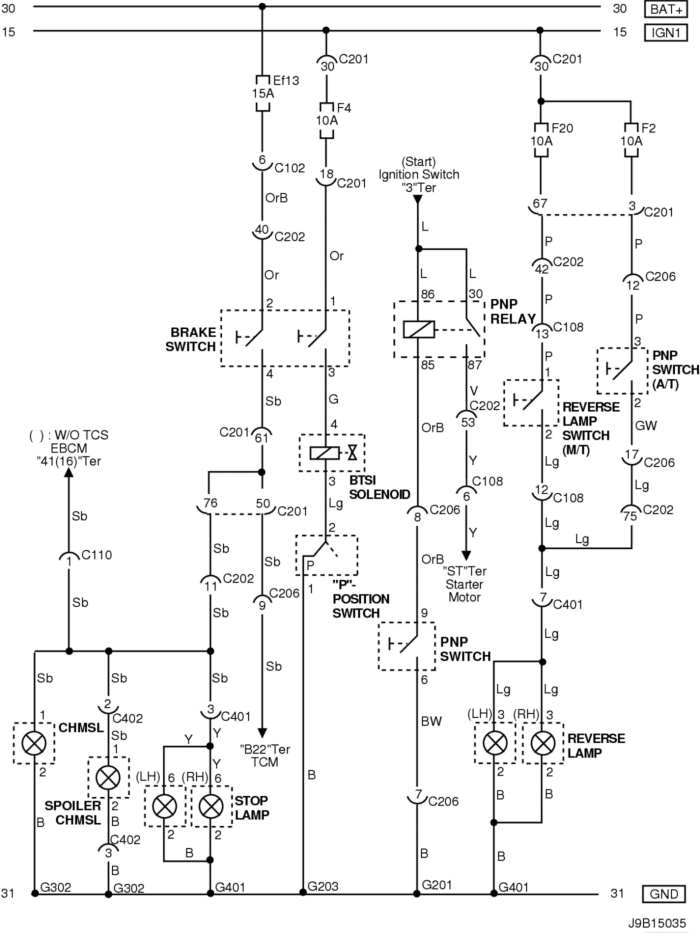 30 30 BAT+
15 15 IGN1
C201 C201
30 30
Ef13
15A
F4
10A
F20 F2
10A 10A
(Start)
Ignition Switch
"3"Ter
6 C102
18 C201
OrB
L
67 3 C201
40 C202
P P
42 C202
12 C206
Or Or
L L
P P
86 30
2 1
PNP
RELAY
13 C108
BRAKE
SWITCH
3
PNP
SWITCH
(A/T)
85 87
P
1
4 3
2
REVERSE
LAMP
SWITCH
(M/T)
Sb G
V
C202
53
GW
2
C201 61
4
OrB
( ) : W/O TCS
EBCM
"41(16)"Ter
17 C206
Y Lg
BTSI
SOLENOID
3
C108
6
Lg
12 C108
76 50 C201
Lg
8 C206
75 C202
Sb
2
Y
Lg
Lg
Sb Sb
P
OrB
"ST"Ter
Starter
Motor
1 C110
11 C202
C206
9
"P"-
POSITION
SWITCH
1
Lg
7 C401
Sb Sb
9
PNP
SWITCH
6
Lg
Sb Sb Sb Sb
Lg Lg
2 C402
3 C401
1 CHMSL
Sb
1
Y Y
BW
(LH) 3 (RH) 3
REVERSE
LAMP
"B22"Ter
TCM
2
(LH) 6 (RH) 6
2 2
B
SPOILER
CHMSL
2
STOP
LAMP
7 C206
B B
B B
2 2
C402
3
B
B
B B
31 G302 G302 G401 G203 G201 G401 31 GND
J9B15035